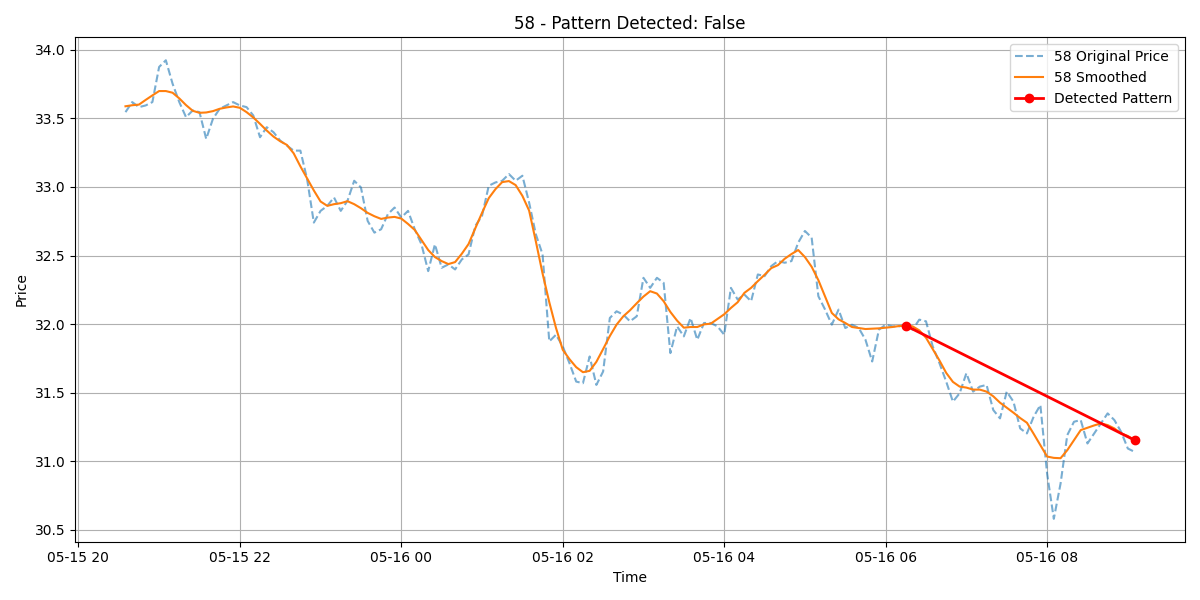 58 - Pattern Detected: False
34.0
33.5
33.0
32.5
32.0
31.5
31.0
30.5
Price
58 Original Price
58 Smoothed
Detected Pattern
05-15 20
05-15 22
05-16 00
05-16 02
05-16 04
05-16 06
05-16 08
Time